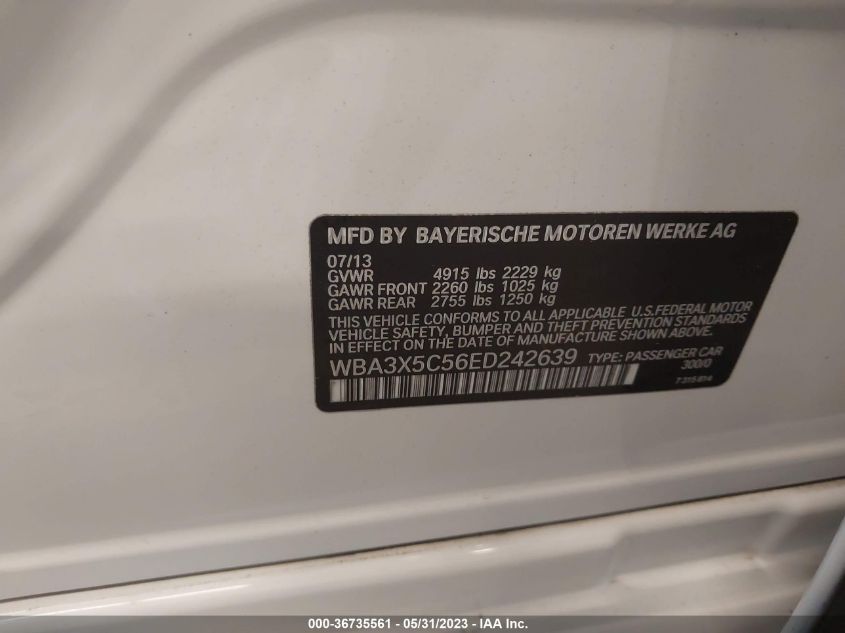 MFD BY BAYERISCHE MOTOREN WERKE AG
07/13
GVWR 4915 lbs 2229 kg
GAWR FRONT 2260 lbs 1025 kg
GAWR REAR 2755 lbs 1250 kg
THIS VEHICLE CONFORMS TO ALL APPLICABLE U.S.FEDERAL MOTOR
VEHICLE SAFETY, BUMPER AND THEFT PREVENTION STANDARDS
IN EFFECT ON THE DATE OF MANUFACTURE SHOWN ABOVE.
WBA3X5C56ED242639 TYPE: PASSENGER CAR
300/0
7 315 814
000-36735561 / 05/31/2023 - IAA Inc.